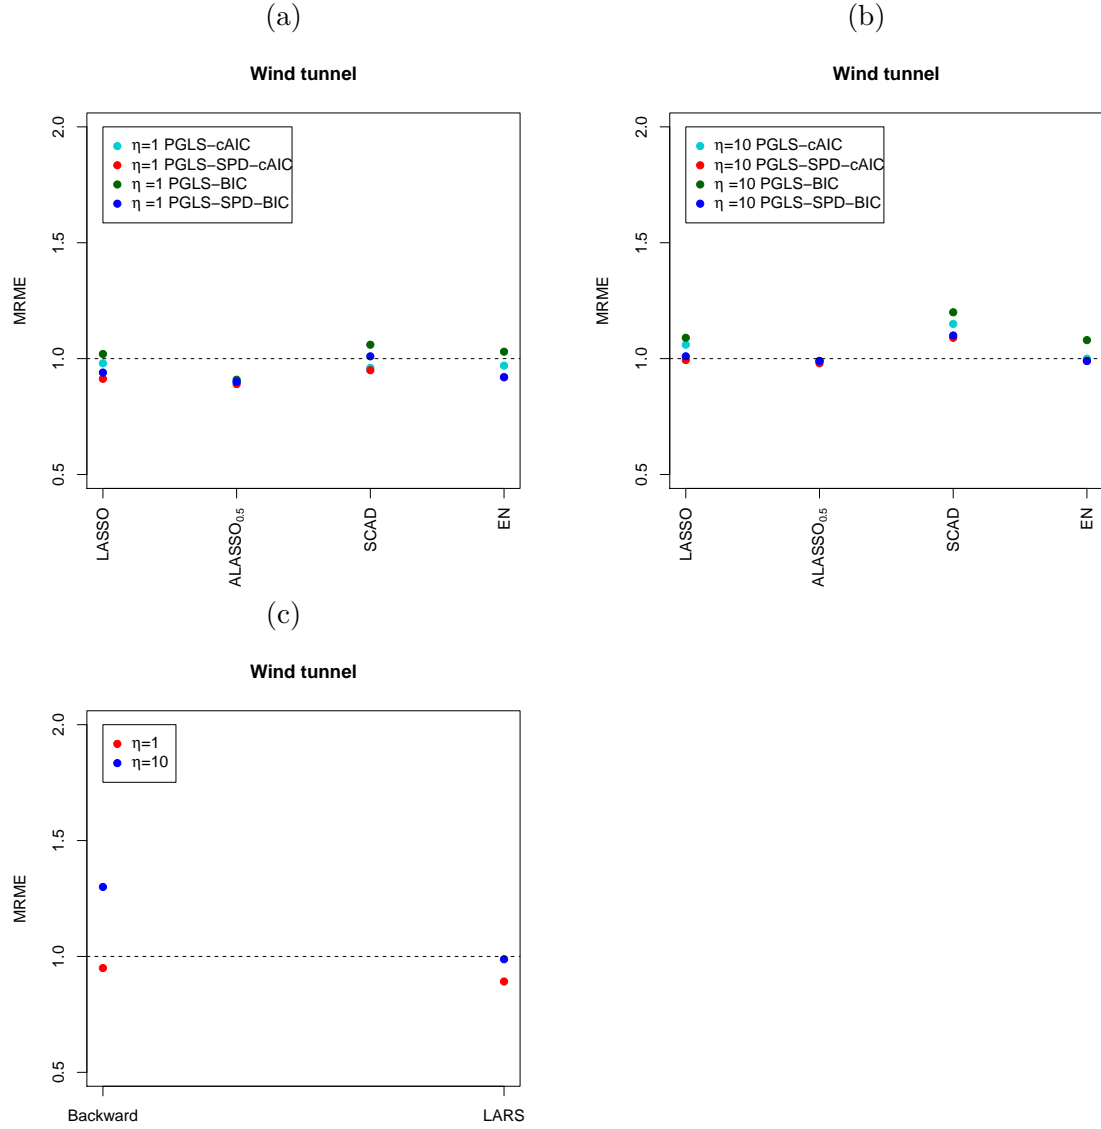 (a)
Wind tunnel
2.0
1.5
1.0
0.5
MRME
η=1 PGLS−cAIC
η=1 PGLS−SPD−cAIC
η =1 PGLS−BIC
η =1 PGLS−SPD−BIC
LASSO
ALASSO0.5
SCAD
EN
(b)
Wind tunnel
2.0
1.5
1.0
0.5
MRME
η=10 PGLS−cAIC
η=10 PGLS−SPD−cAIC
η =10 PGLS−BIC
η =10 PGLS−SPD−BIC
LASSO
ALASSO0.5
SCAD
EN
(c)
Wind tunnel
2.0
1.5
1.0
0.5
MRME
η=1
η=10
Backward
LARS